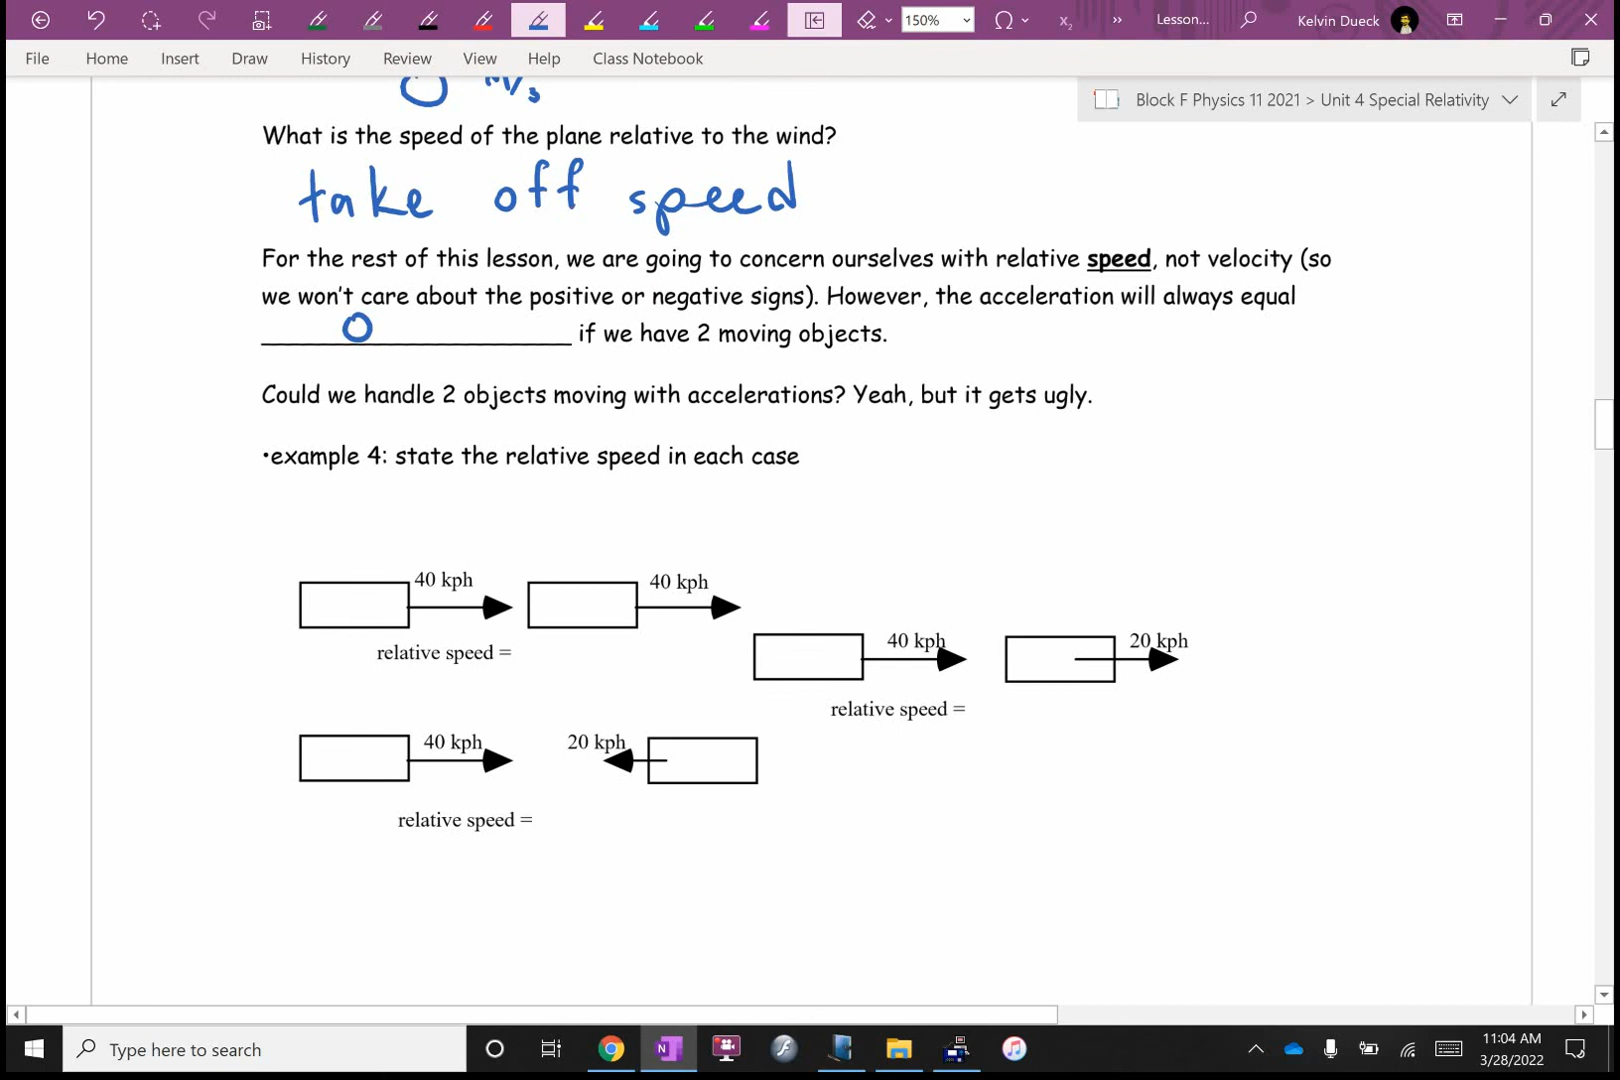 150%
Lesson...
Kelvin Dueck
File Home Insert Draw History Review View Help Class Notebook
Block F Physics 11 2021 > Unit 4 Special Relativity
m/s
What is the speed of the plane relative to the wind?
take off speed
For the rest of this lesson, we are going to concern ourselves with relative speed, not velocity (so
we won't care about the positive or negative signs). However, the acceleration will always equal
0 if we have 2 moving objects.
Could we handle 2 objects moving with accelerations? Yeah, but it gets ugly.
•example 4: state the relative speed in each case
40 kph 40 kph
relative speed =
40 kph 20 kph
relative speed =
40 kph 20 kph
relative speed =
Type here to search
11:04 AM
3/28/2022